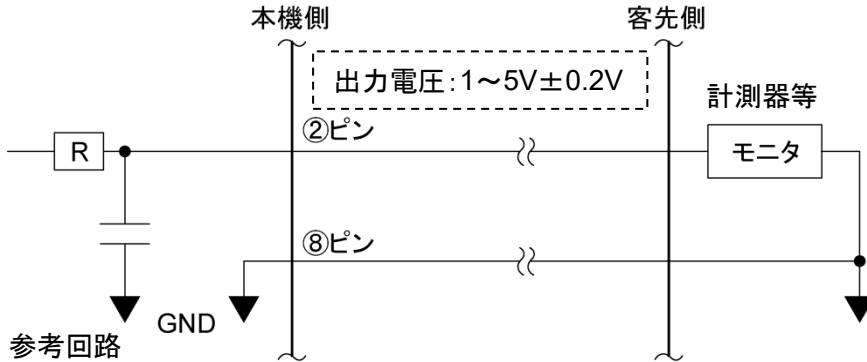 本機側
客先側
出力電圧:1～5V±0.2V
計測器等
②ピン
R
モニタ
⑧ピン
GND
参考回路